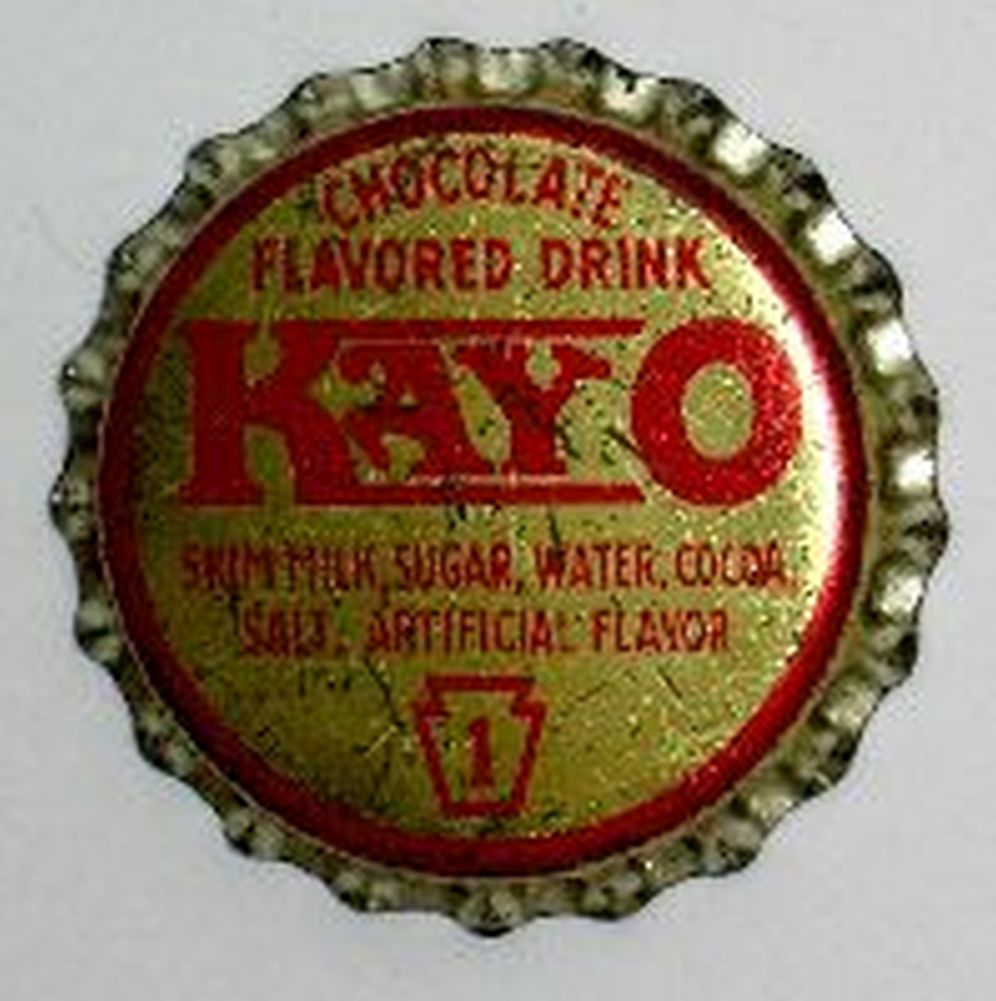 CHOCOLATE
FLAVORED DRINK
KAYO
SKIM MILK, SUGAR, WATER, COCOA,
SALT, ARTIFICIAL FLAVOR
1